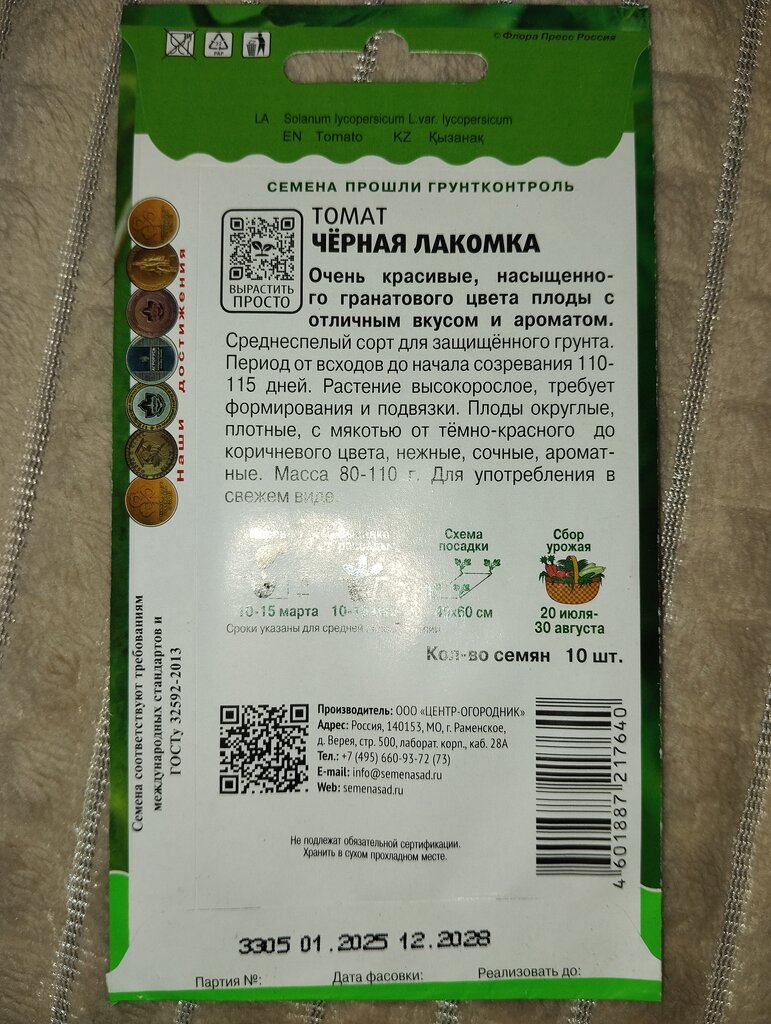 © Флора Пресс Россия
PAP
LA Solanum lycopersicum L.var. lycopersicum
EN Tomato KZ Қызанақ
СЕМЕНА ПРОШЛИ ГРУНТКОНТРОЛЬ
ТОМАТ
ЧЁРНАЯ ЛАКОМКА
ВЫРАСТИТЬ
ПРОСТО
Очень красивые, насыщенно-
го гранатового цвета плоды с
отличным вкусом и ароматом.
Среднеспелый сорт для защищённого грунта.
Период от всходов до начала созревания 110-
115 дней. Растение высокорослое, требует
формирования и подвязки. Плоды округлые,
плотные, с мякотью от тёмно-красного до
коричневого цвета, нежные, сочные, аромат-
ные. Масса 80-110 г. Для употребления в
свежем виде.
Наши достижения
Схема
посадки
Сбор
урожая
10-15 марта
60 см
20 июля-
30 августа
Сроки указаны для средней
Кол-во семян 10 шт.
Семена соответствуют требованиям
международных стандартов и
ГОСТу 32592-2013
Производитель: ООО «ЦЕНТР-ОГОРОДНИК»
Адрес: Россия, 140153, МО, г. Раменское,
д. Верея, стр. 500, лаборат. корп., каб. 28А
Тел.: +7 (495) 660-93-72 (73)
E-mail: info@semenasad.ru
Web: semenasad.ru
4 601887 217640
Не подлежат обязательной сертификации.
Хранить в сухом прохладном месте.
3305 01.2025 12.2028
Партия №: Дата фасовки: Реализовать до: